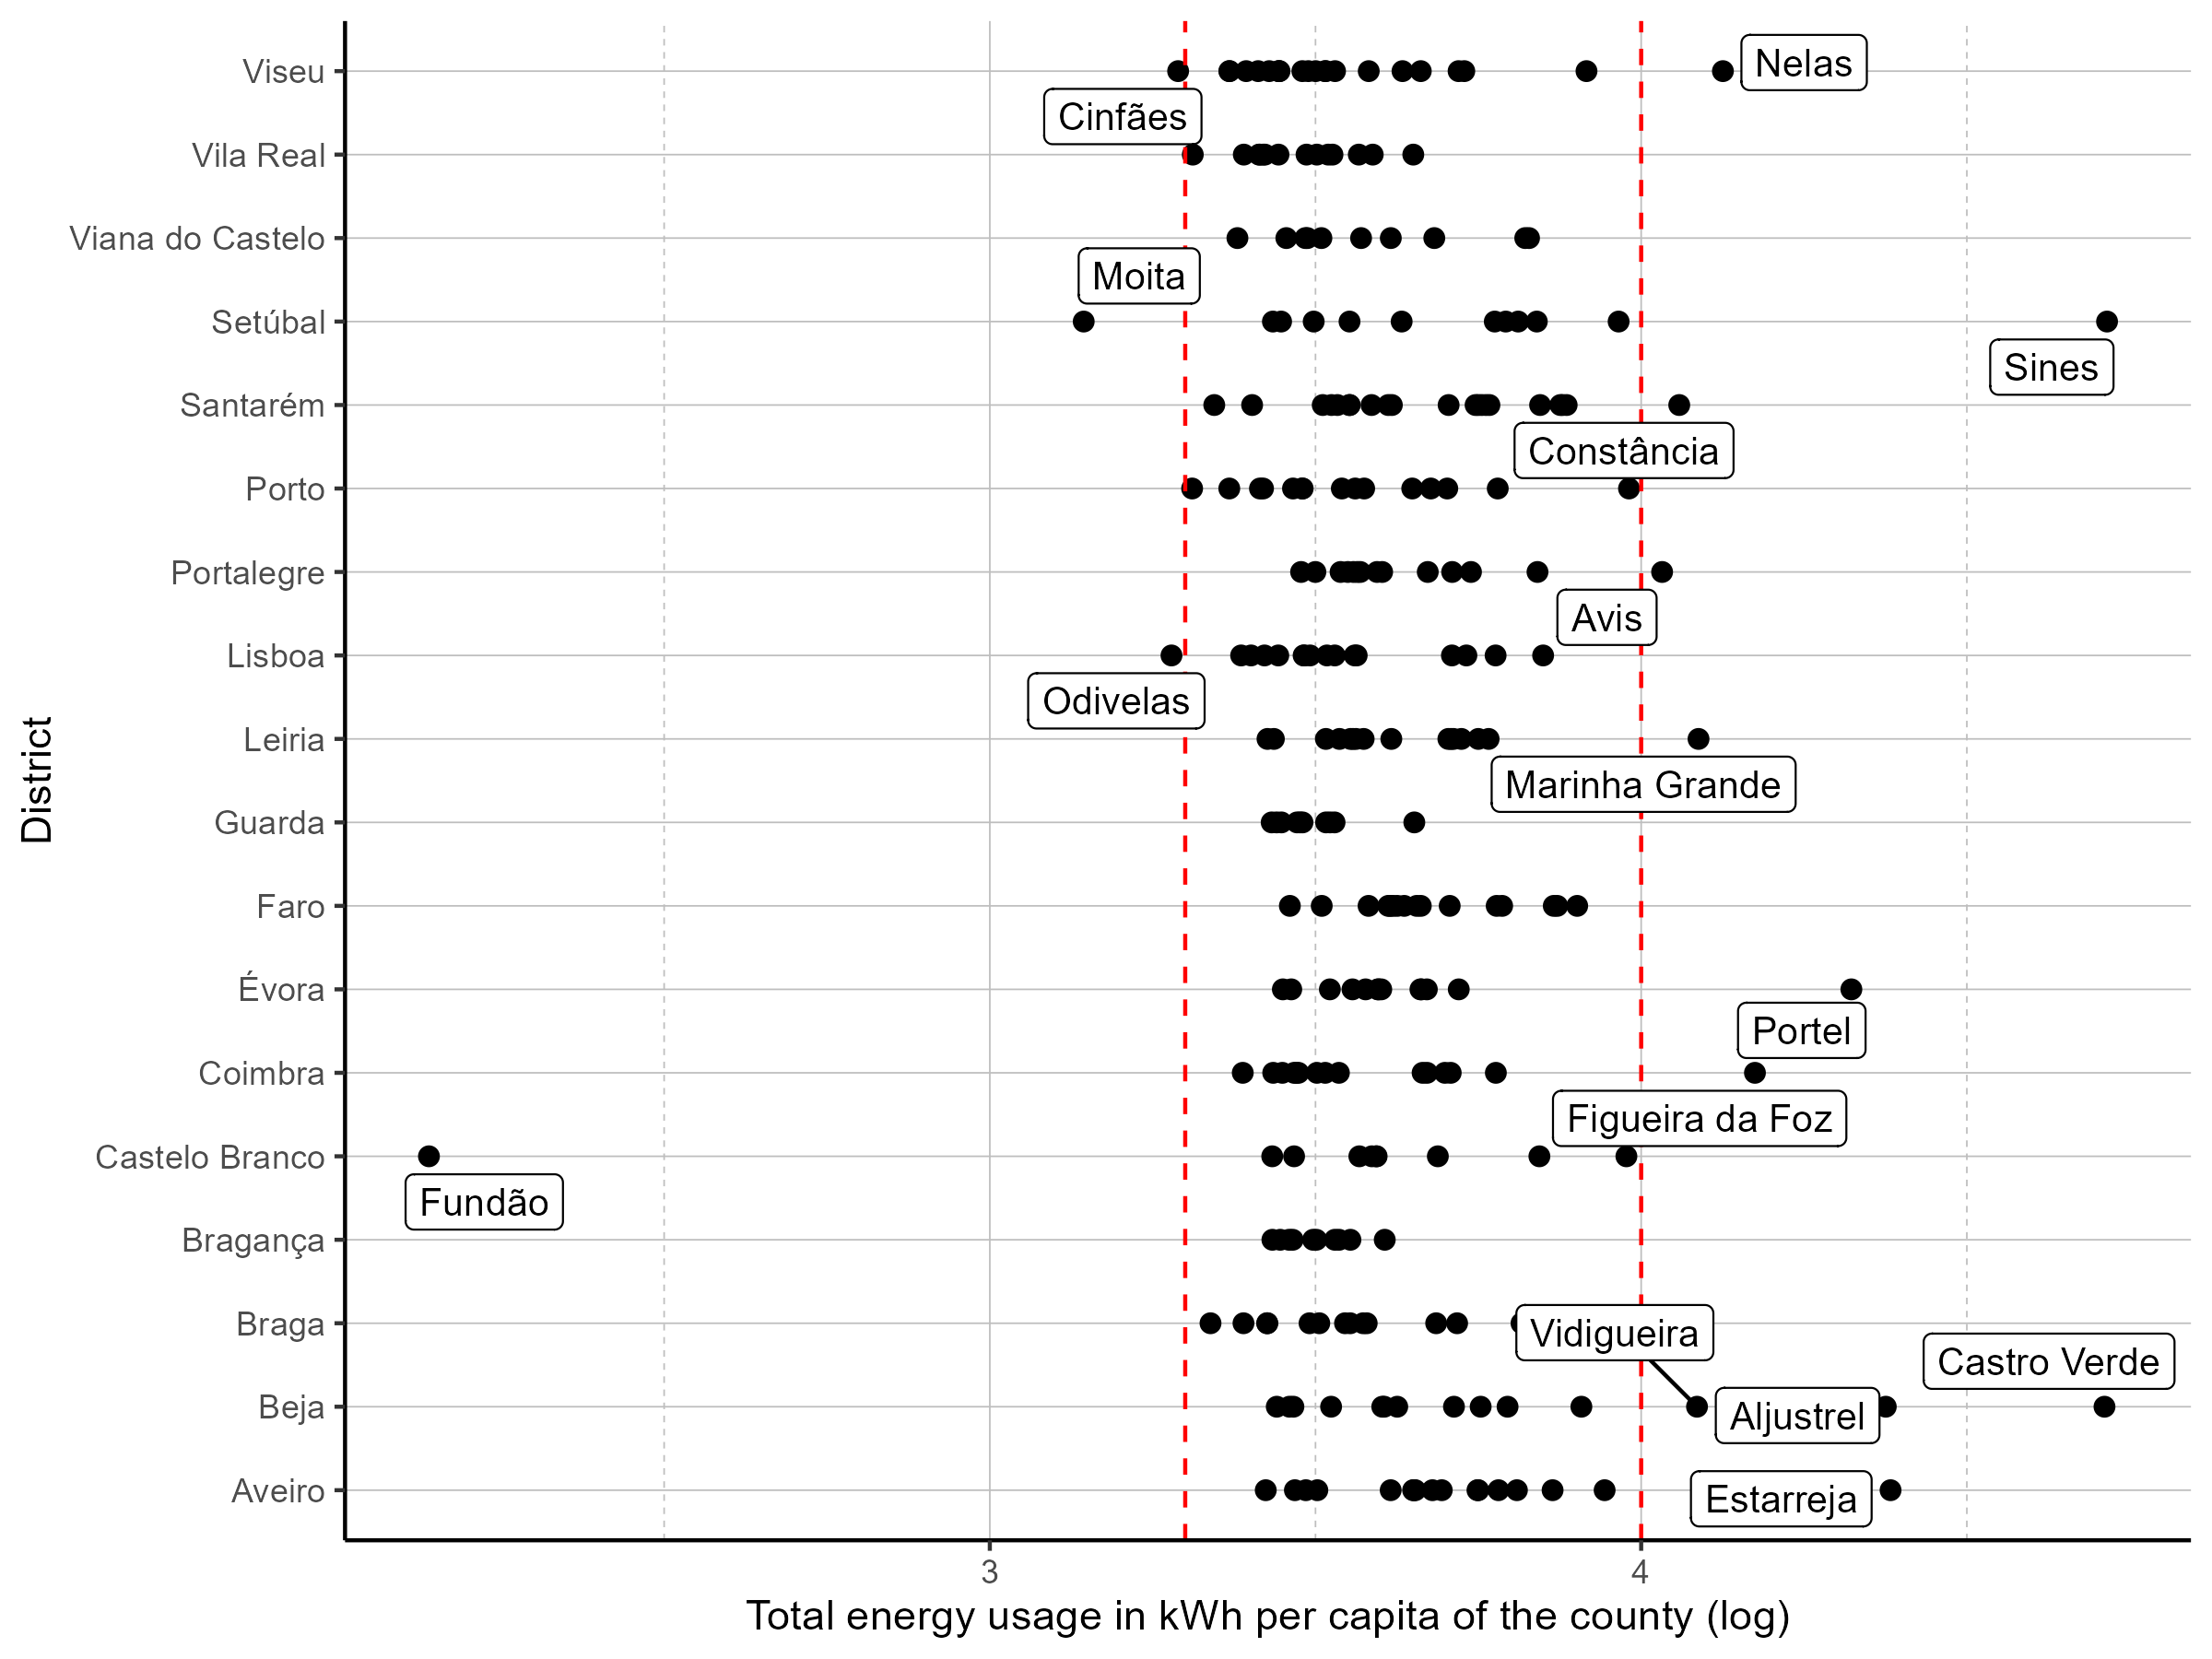 Viseu
Nelas
Cinfães
Vila Real
Viana do Castelo
Moita
Setúbal
Sines
Santarém
Constância
Porto
Portalegre
Avis
Lisboa
Odivelas
Leiria
Marinha Grande
Guarda
Faro
Évora
Portel
Coimbra
Figueira da Foz
Castelo Branco
Fundão
Bragança
Braga
Vidigueira
Castro Verde
Beja
Aljustrel
Aveiro
Estarreja
District
3
4
Total energy usage in kWh per capita of the county (log)